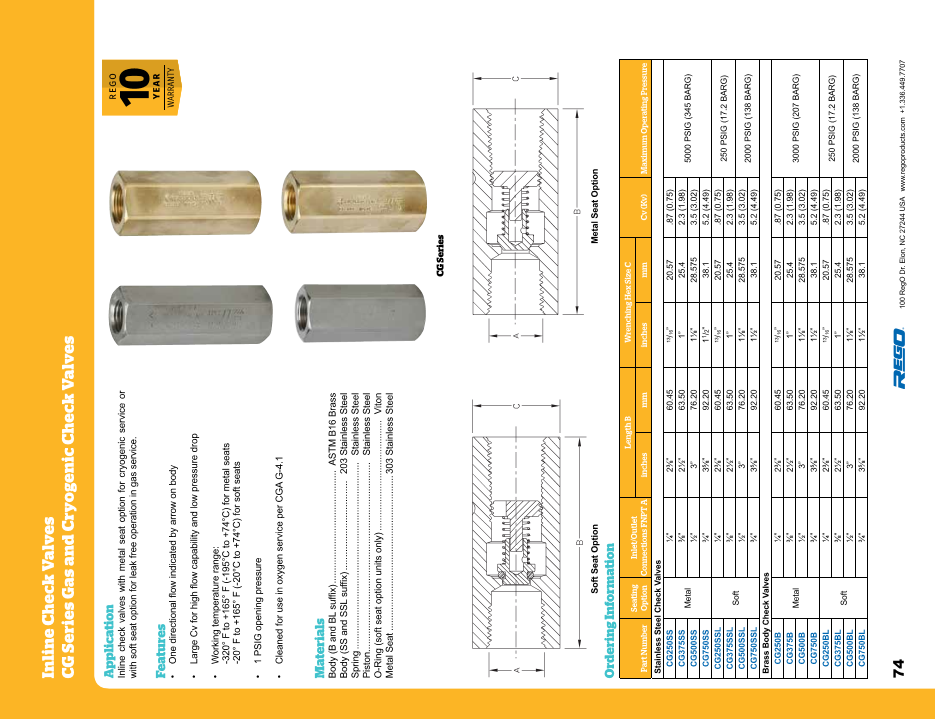 Inline Check Valves
CG Series Gas and Cryogenic Check Valves
REGO
10
YEAR
WARRANTY
Application
Inline check valves with metal seat option for cryogenic service or
with soft seat option for leak free operation in gas service.
Features
• One directional flow indicated by arrow on body
• Large Cv for high flow capability and low pressure drop
• Working temperature range:
-320° F to +165° F (-195°C to +74°C) for metal seats
-20° F to +165° F (-20°C to +74°C) for soft seats
• 1 PSIG opening pressure
• Cleaned for use in oxygen service per CGA G-4.1
Materials
Body (B and BL suffix) ASTM B16 Brass
Body (SS and SSL suffix) 203 Stainless Steel
Spring Stainless Steel
Piston Stainless Steel
O-Ring (soft seat option units only) Viton
Metal Seat 303 Stainless Steel
CG Series
A
B
C
Soft Seat Option
A
B
C
Metal Seat Option
Ordering Information
Part Number Seating Option Inlet/Outlet Connections FNPT A Length B Wrenching Hex Size C Cv (Kv) Maximum Operating Pressure
Inches mm Inches mm
Stainless Steel Check Valves
CG250SS Metal ¼" 2⅜" 60.45 13/16" 20.57 .87 (0.75) 5000 PSIG (345 BARG)
CG375SS ⅜" 2½" 63.50 1" 25.4 2.3 (1.98)
CG500SS ½" 3" 76.20 1⅛" 28.575 3.5 (3.02)
CG750SS ¾" 3⅝" 92.20 1 1/2" 38.1 5.2 (4.49)
CG250SSL Soft ¼" 2⅜" 60.45 13/16" 20.57 .87 (0.75) 250 PSIG (17.2 BARG)
CG375SSL ⅜" 2½" 63.50 1" 25.4 2.3 (1.98)
CG500SSL ½" 3" 76.20 1⅛" 28.575 3.5 (3.02) 2000 PSIG (138 BARG)
CG750SSL ¾" 3⅝" 92.20 1½" 38.1 5.2 (4.49)
Brass Body Check Valves
CG250B Metal ¼" 2⅜" 60.45 13/16" 20.57 .87 (0.75) 3000 PSIG (207 BARG)
CG375B ⅜" 2½" 63.50 1" 25.4 2.3 (1.98)
CG500B ½" 3" 76.20 1⅛" 28.575 3.5 (3.02)
CG750B ¾" 3⅝" 92.20 1½" 38.1 5.2 (4.49)
CG250BL Soft ¼" 2⅜" 60.45 13/16" 20.57 .87 (0.75) 250 PSIG (17.2 BARG)
CG375BL ⅜" 2½" 63.50 1" 25.4 2.3 (1.98)
CG500BL ½" 3" 76.20 1⅛" 28.575 3.5 (3.02) 2000 PSIG (138 BARG)
CG750BL ¾" 3⅝" 92.20 1½" 38.1 5.2 (4.49)
74
REGO
100 RegO Dr. Elon, NC 27244 USA www.regoproducts.com +1.336.449.7707